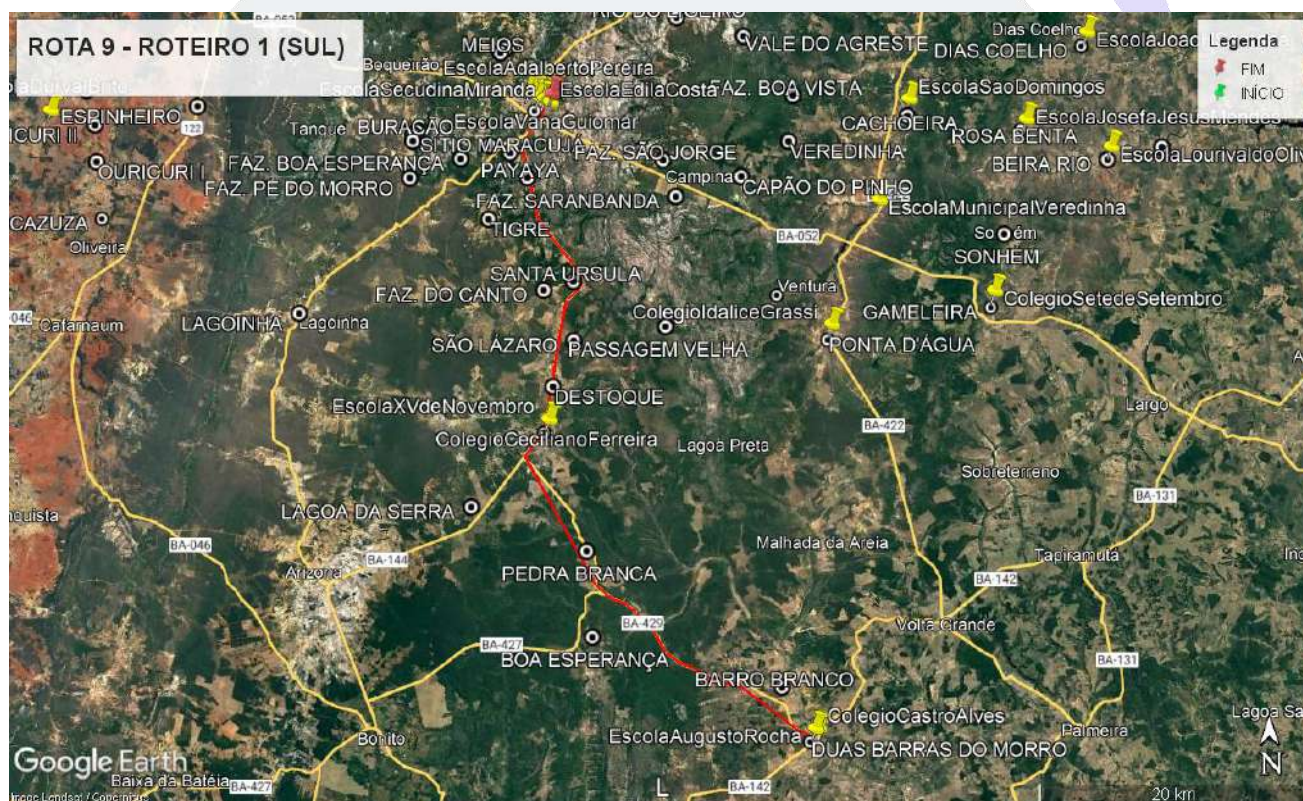 ROTA 9 - ROTEIRO 1 (SUL)
Legenda
FIM
INÍCIO
MEIOS
VALE DO AGRESTE
Dias Coelho
DIAS COELHO
Boqueirão
EscolaAdalbertoPereira
EscolaSecudinaMiranda
EscolaEdilaCosta
FAZ. BOA VISTA
EscolaSaoDomingos
ESPINHEIRO
122
Tanque
BURAÇÃO
CACHOEIRA
EscolaJosefaJesusMendes
ROSA BENTA
SÍTIO MARACUJÁ
FAZ. SÃO JORGE
VEREDINHA
BEIRA RIO
OURICURI I
FAZ. BOA ESPERANÇA
PAYAYA
Campina
CAPÃO DO PINHO
FAZ. PÉ DO MORRO
FAZ. SARANBANDA
EscolaMunicipalVeredinha
CAZUZA
TIGRE
BA-052
Oliveira
SONHEM
SANTA URSULA
FAZ. DO CANTO
Ventura
ColegioSetedeSetembro
ColegioIdaliceGrassi
GAMELEIRA
LAGOINHA
Lagoinha
Cafarnaum
SÃO LÁZARO
PASSAGEM VELHA
PONTA D'ÁGUA
DESTOQUE
EscolaXVdeNovembro
Largo
BA-422
ColegioCecilianoFerreira
Lagoa Preta
Sobreterreno
BA-131
LAGOA DA SERRA
BA-046
BA-144
Malhada da Areia
Tapiramutá
PEDRA BRANCA
BA-142
BA-429
Volta Grande
BA-427
BOA ESPERANÇA
BA-131
BARRO BRANCO
ColegioCastroAlves
EscolaAugustoRocha
DUAS BARRAS DO MORRO
Palmeira
Bonito
Google Earth
Baixa da Batéia
BA-427
BA-142
N
20 km